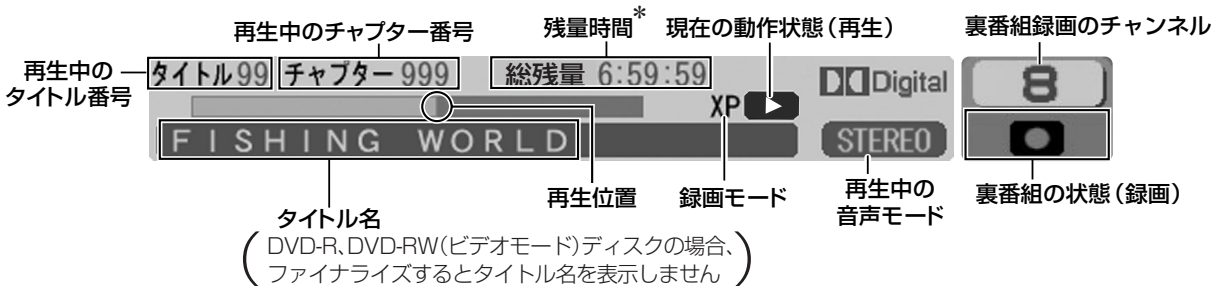 再生中のチャプター番号
残量時間*
現在の動作状態(再生)
裏番組録画のチャンネル
再生中の
タイトル番号
タイトル99 チャプター999 総残量 6:59:59
Digital
8
XP
FISHING WORLD
STEREO
再生位置
録画モード
再生中の
音声モード
裏番組の状態(録画)
タイトル名
(DVD-R、DVD-RW(ビデオモード)ディスクの場合、
ファイナライズするとタイトル名を表示しません)